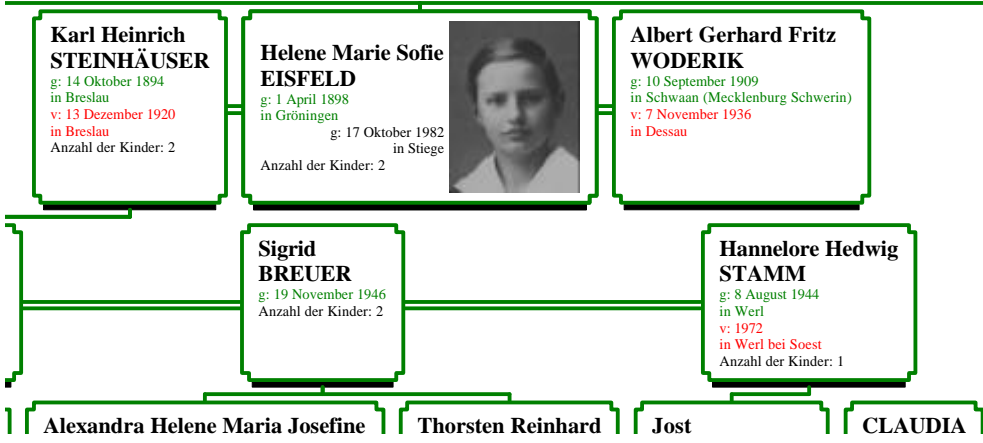 Karl Heinrich
STEINHÄUSER
g: 14 Oktober 1894
in Breslau
v: 13 Dezember 1920
in Breslau
Anzahl der Kinder: 2
Helene Marie Sofie
EISFELD
g: 1 April 1898
in Gröningen
g: 17 Oktober 1982
in Stiege
Anzahl der Kinder: 2
Albert Gerhard Fritz
WODERIK
g: 10 September 1909
in Schwaan (Mecklenburg Schwerin)
v: 7 November 1936
in Dessau
Sigrid
BREUER
g: 19 November 1946
Anzahl der Kinder: 2
Hannelore Hedwig
STAMM
g: 8 August 1944
in Werl
v: 1972
in Werl bei Soest
Anzahl der Kinder: 1
Alexandra Helene Maria Josefine
Thorsten Reinhard
Jost
CLAUDIA